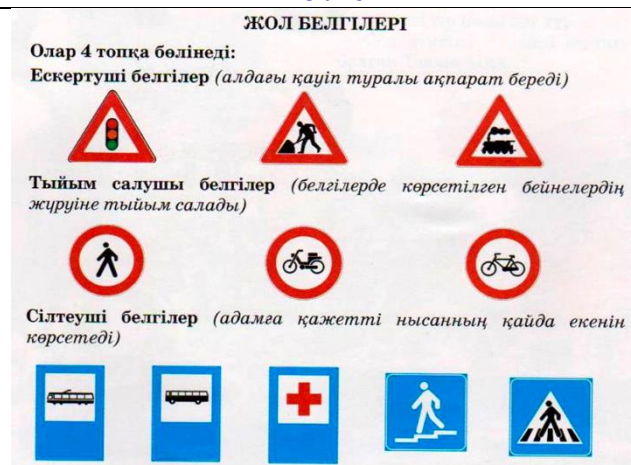 ЖОЛ БЕЛГІЛЕРІ
Олар 4 топқа бөлінеді:
Ескертуші белгілер (алдағы қауіп туралы ақпарат береді)
Тыйым салушы белгілер (белгілерде көрсетілген бейнелердің
жүруіне тыйым салады)
Сілтеуші белгілер (адамға қажетті нысанның қайда екенін
көрсетеді)